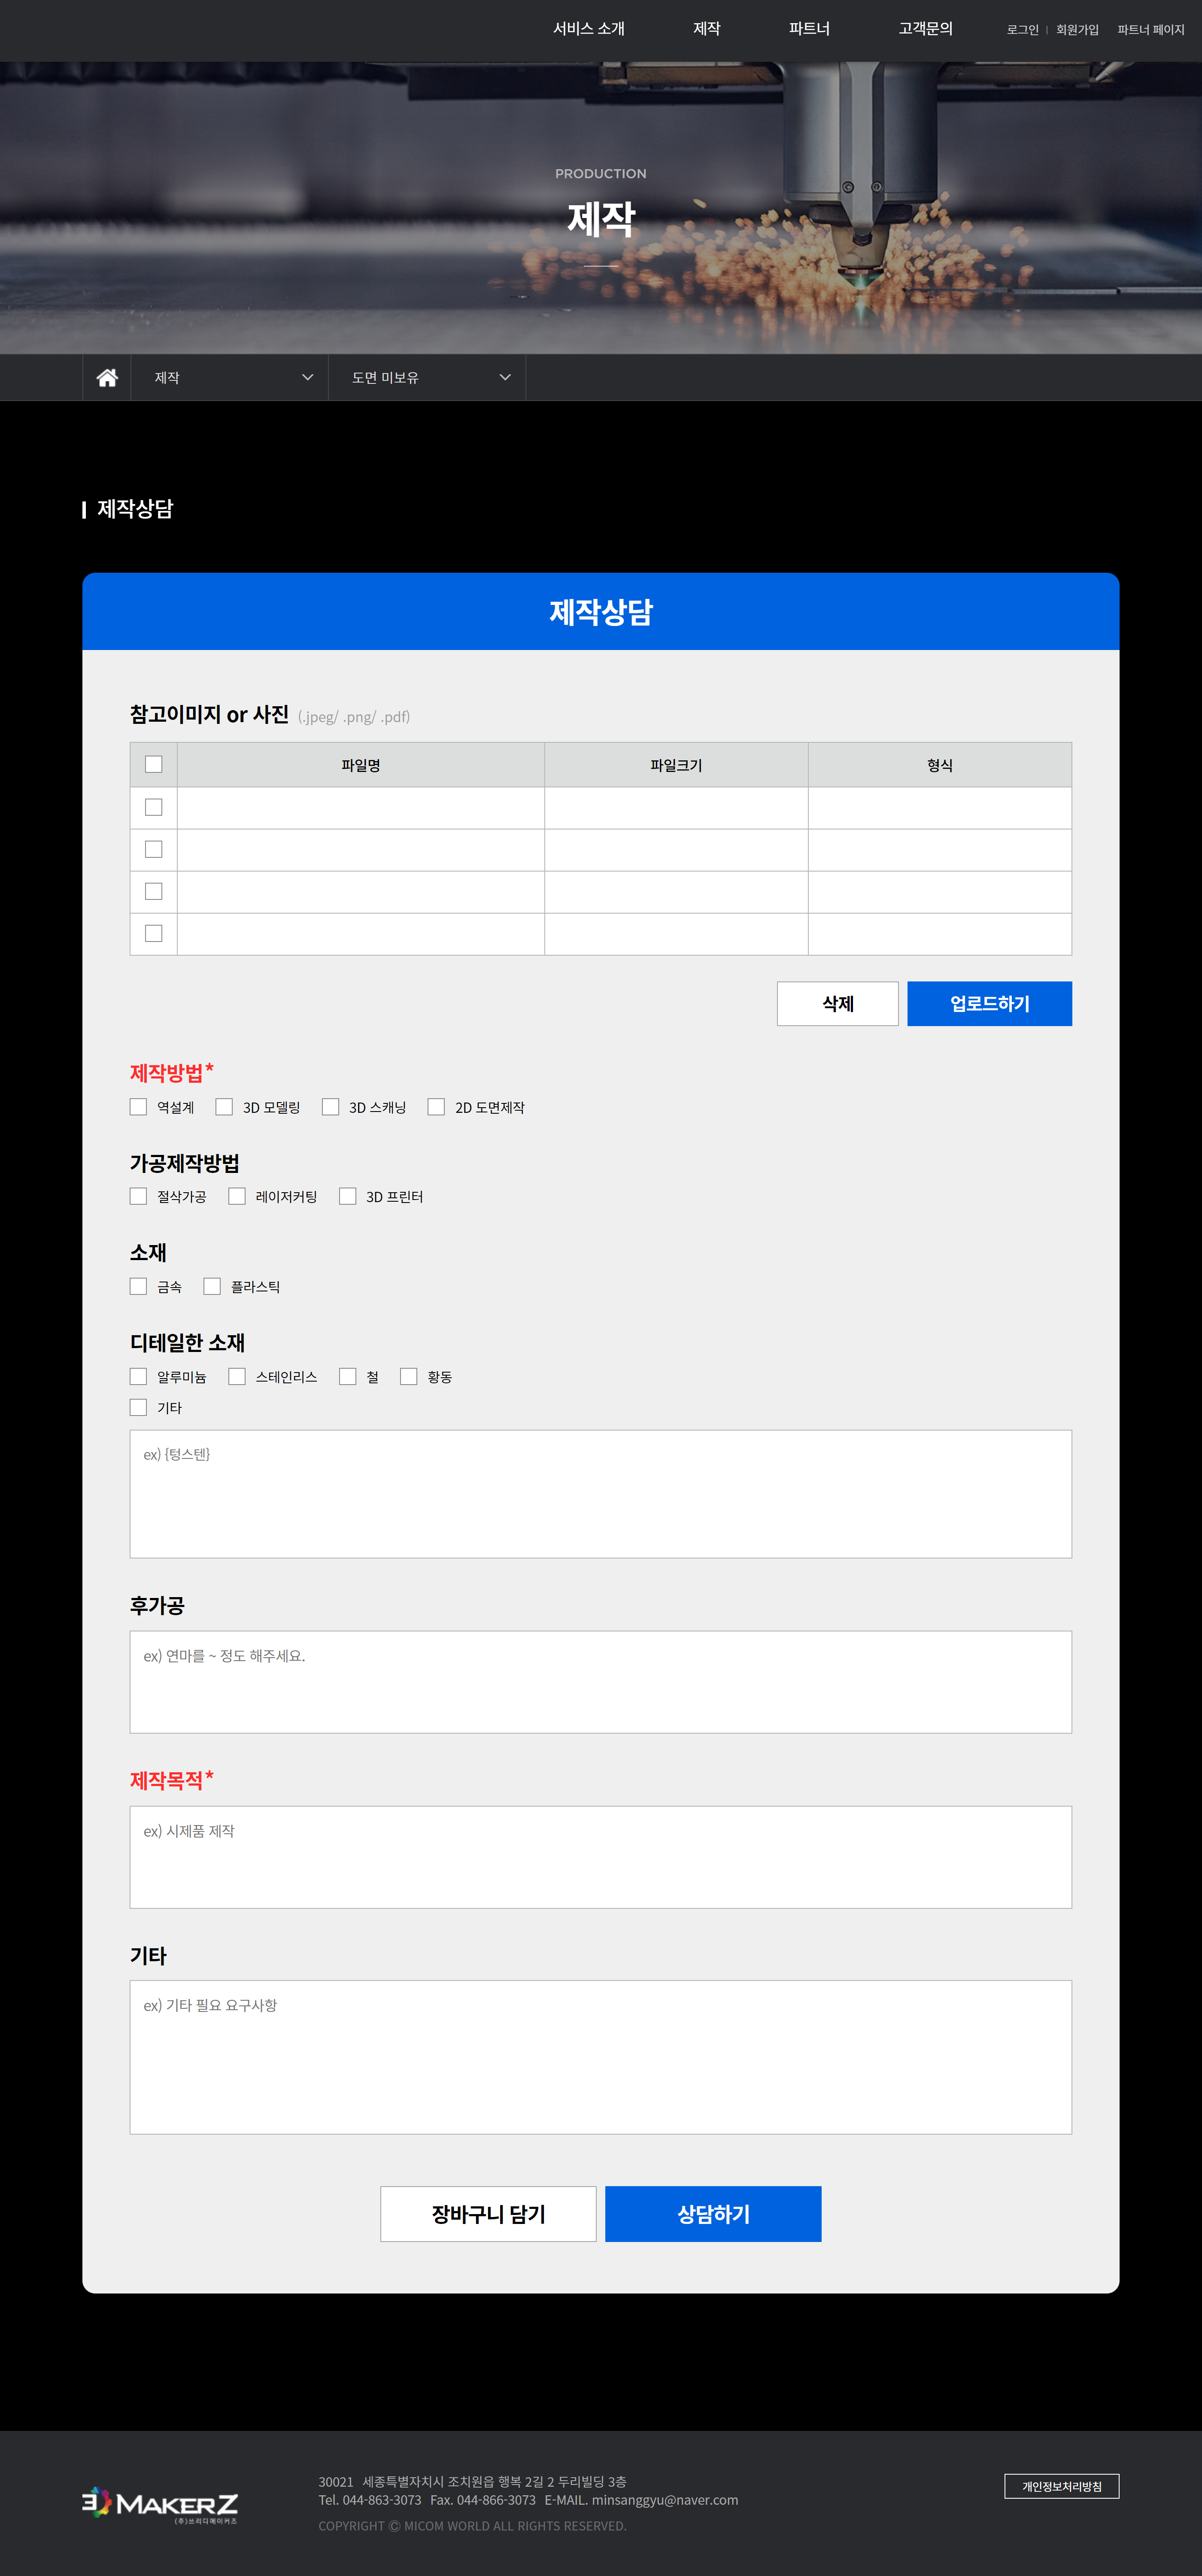 서비스 소개 제작 파트너 고객문의 로그인 | 회원가입 파트너 페이지
PRODUCTION
제작
제작 도면 미보유
제작상담
제작상담
참고이미지 or 사진 (.jpeg/ .png/ .pdf)
파일명 파일크기 형식
삭제 업로드하기
제작방법*
역설계 3D 모델링 3D 스캐닝 2D 도면제작
가공제작방법
절삭가공 레이저커팅 3D 프린터
소재
금속 플라스틱
디테일한 소재
알루미늄 스테인리스 철 황동
기타
ex) {텅스텐}
후가공
ex) 연마를 ~ 정도 해주세요.
제작목적*
ex) 시제품 제작
기타
ex) 기타 필요 요구사항
장바구니 담기 상담하기
30021 세종특별자치시 조치원읍 행복 2길 2 두리빌딩 3층
개인정보처리방침
Tel. 044-863-3073 Fax. 044-866-3073 E-MAIL. minsanggyu@naver.com
3D MAKERZ
(주)쓰리디메이커즈
COPYRIGHT Ⓒ MICOM WORLD ALL RIGHTS RESERVED.